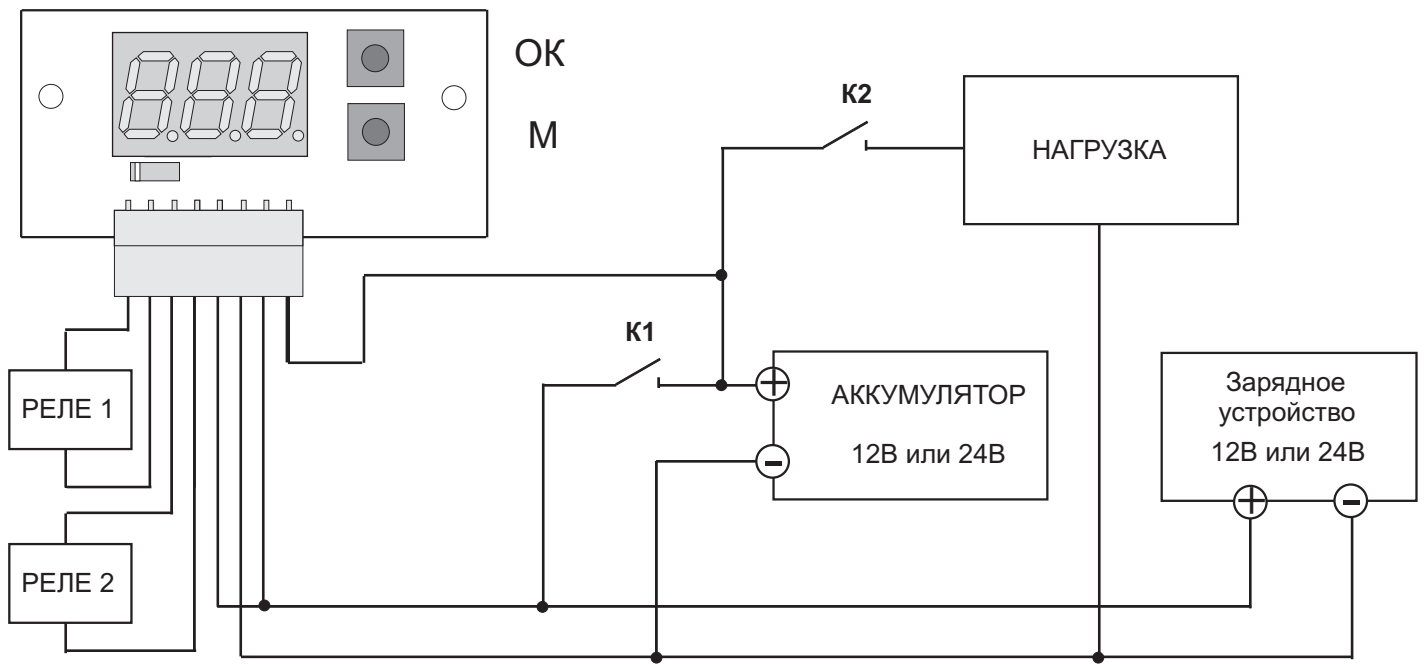 ОК
М
К2
НАГРУЗКА
К1
РЕЛЕ 1
АККУМУЛЯТОР
12В или 24В
Зарядное
устройство
12В или 24В
РЕЛЕ 2